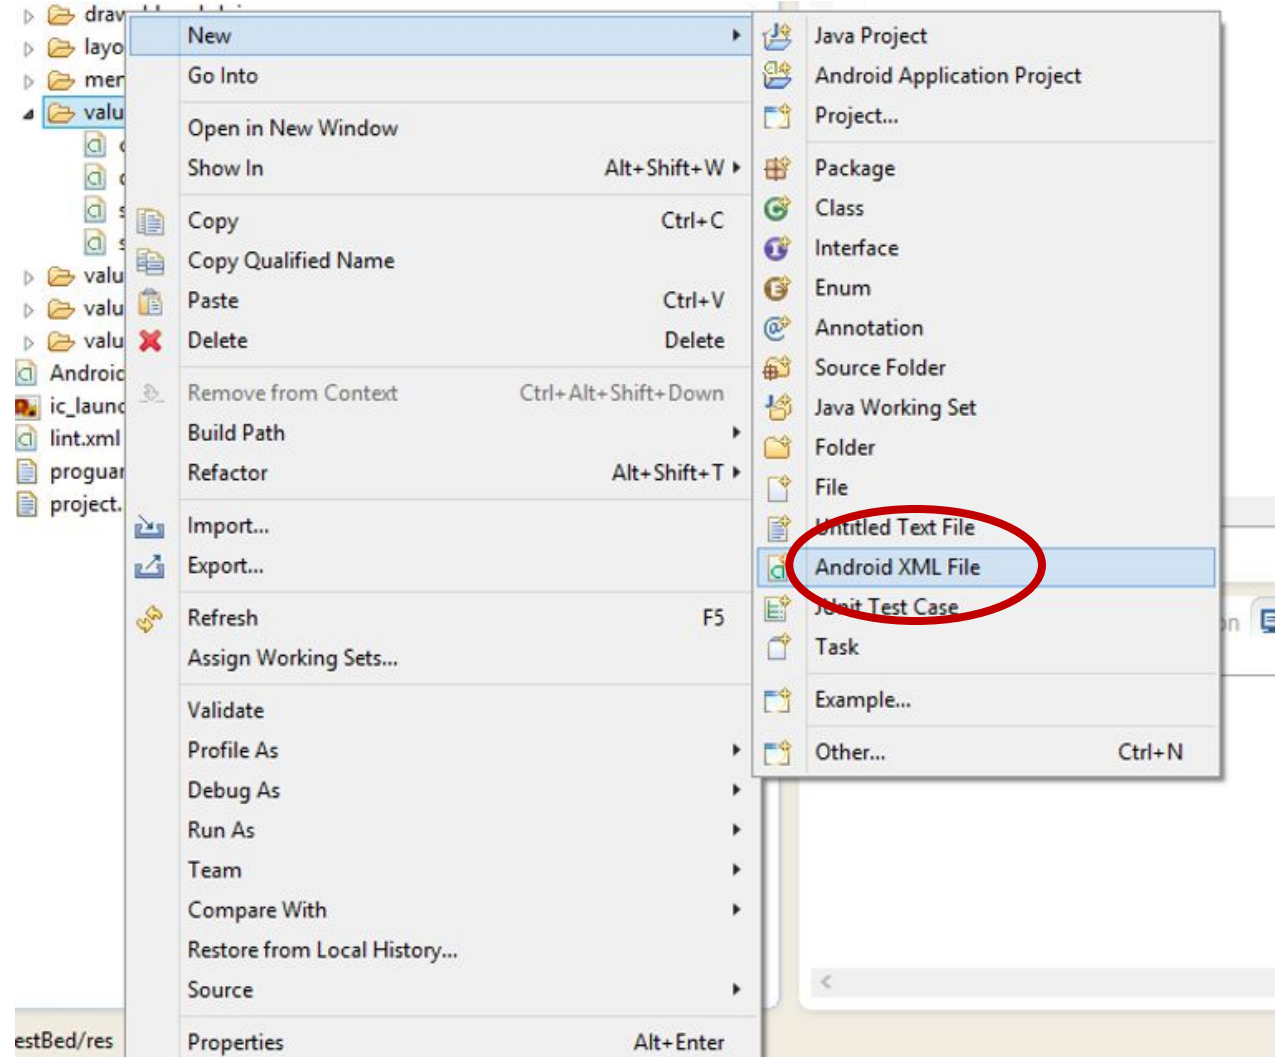 New
Go Into
Open in New Window
Show In Alt+Shift+W
Copy Ctrl+C
Copy Qualified Name
Paste Ctrl+V
Delete Delete
Remove from Context Ctrl+Alt+Shift+Down
Build Path
Refactor Alt+Shift+T
Import...
Export...
Refresh F5
Assign Working Sets...
Validate
Profile As
Debug As
Run As
Team
Compare With
Restore from Local History...
Source
Properties Alt+Enter
Java Project
Android Application Project
Project...
Package
Class
Interface
Enum
Annotation
Source Folder
Java Working Set
Folder
File
Untitled Text File
Android XML File
JUnit Test Case
Task
Example...
Other... Ctrl+N
layo
mer
valu
valu
valu
valu
Android
ic_launc
lint.xml
proguar
project.
estBed/res